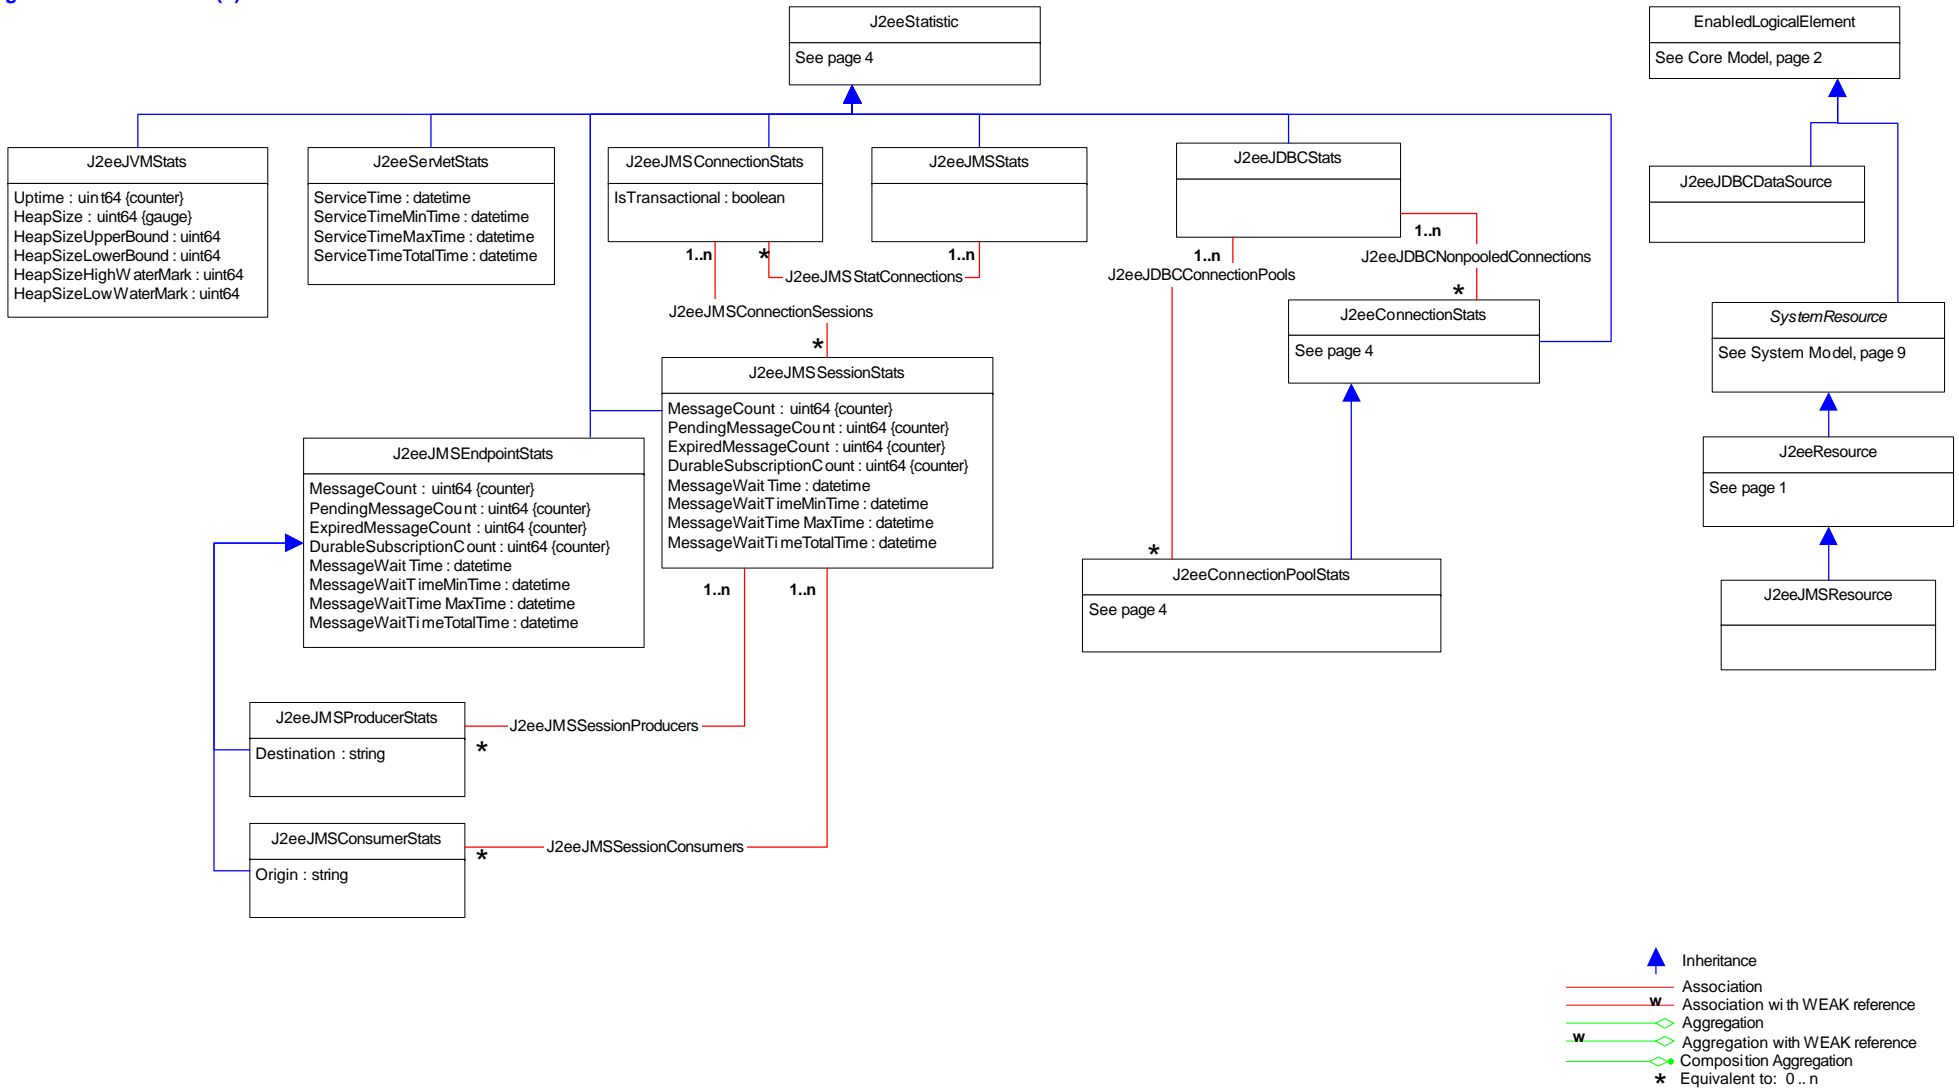 J2eeStatistic
See page 4
EnabledLogicalElement
See Core Model, page 2
J2eeJVMStats
Uptime : uint64 {counter}
HeapSize : uint64 {gauge}
HeapSizeUpperBound : uint64
HeapSizeLowerBound : uint64
HeapSizeHighWaterMark : uint64
HeapSizeLowWaterMark : uint64
J2eeServletStats
ServiceTime : datetime
ServiceTimeMinTime : datetime
ServiceTimeMaxTime : datetime
ServiceTimeTotalTime : datetime
J2eeJMSConnectionStats
IsTransactional : boolean
J2eeJMSStats
J2eeJDBCStats
J2eeJDBCDataSource
1..n
*
J2eeJMSStatConnections
1..n
J2eeJMSConnectionSessions
*
1..n
J2eeJDBCConnectionPools
1..n
J2eeJDBCNonpooledConnections
*
J2eeConnectionStats
See page 4
SystemResource
See System Model, page 9
J2eeJMSSessionStats
MessageCount : uint64 {counter}
PendingMessageCount : uint64 {counter}
ExpiredMessageCount : uint64 {counter}
DurableSubscriptionCount : uint64 {counter}
MessageWaitTime : datetime
MessageWaitTimeMinTime : datetime
MessageWaitTimeMaxTime : datetime
MessageWaitTimeTotalTime : datetime
J2eeJMSEndpointStats
MessageCount : uint64 {counter}
PendingMessageCount : uint64 {counter}
ExpiredMessageCount : uint64 {counter}
DurableSubscriptionCount : uint64 {counter}
MessageWaitTime : datetime
MessageWaitTimeMinTime : datetime
MessageWaitTimeMaxTime : datetime
MessageWaitTimeTotalTime : datetime
J2eeResource
See page 1
*
J2eeConnectionPoolStats
See page 4
J2eeJMSResource
1..n
1..n
J2eeJMSProducerStats
Destination : string
*
J2eeJMSSessionProducers
J2eeJMSConsumerStats
Origin : string
*
J2eeJMSSessionConsumers
Inheritance
Association
w Association with WEAK reference
Aggregation
w Aggregation with WEAK reference
Composition Aggregation
* Equivalent to: 0 .. n